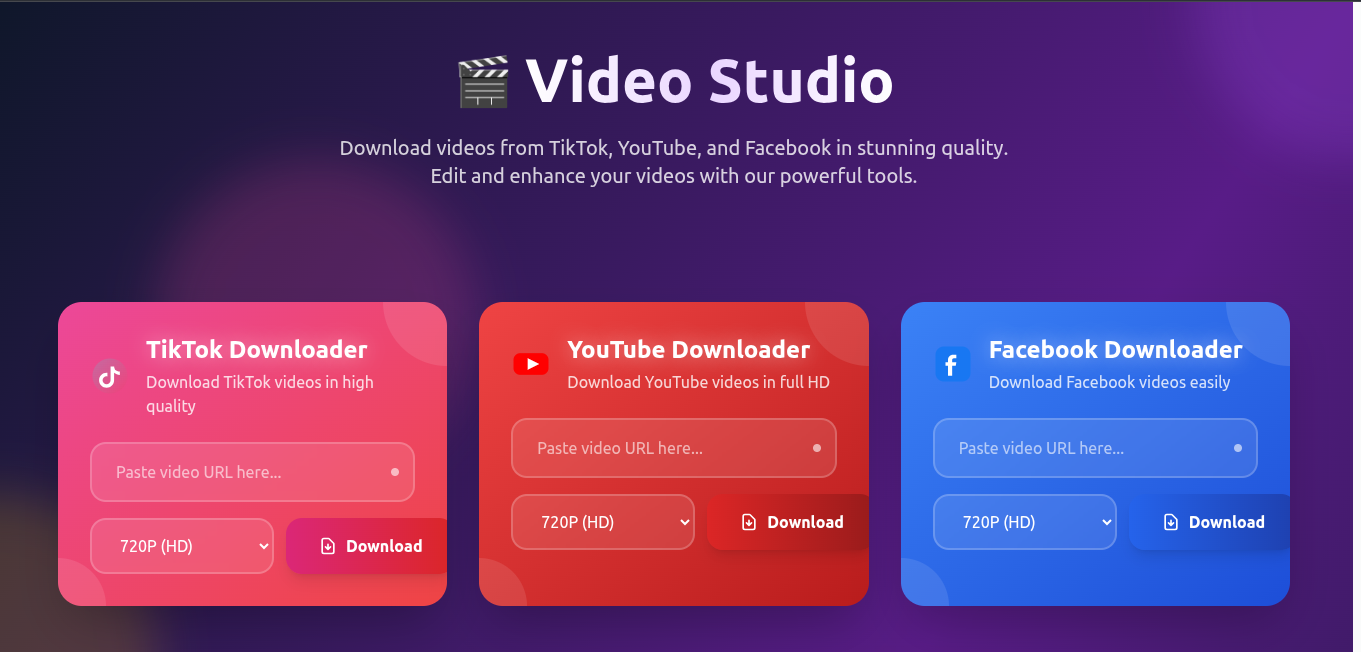 Video Studio
Download videos from TikTok, YouTube, and Facebook in stunning quality.
Edit and enhance your videos with our powerful tools.
TikTok Downloader
Download TikTok videos in high
quality
Paste video URL here...
720P (HD)
Download
YouTube Downloader
Download YouTube videos in full HD
Paste video URL here...
720P (HD)
Download
Facebook Downloader
Download Facebook videos easily
Paste video URL here...
720P (HD)
Download